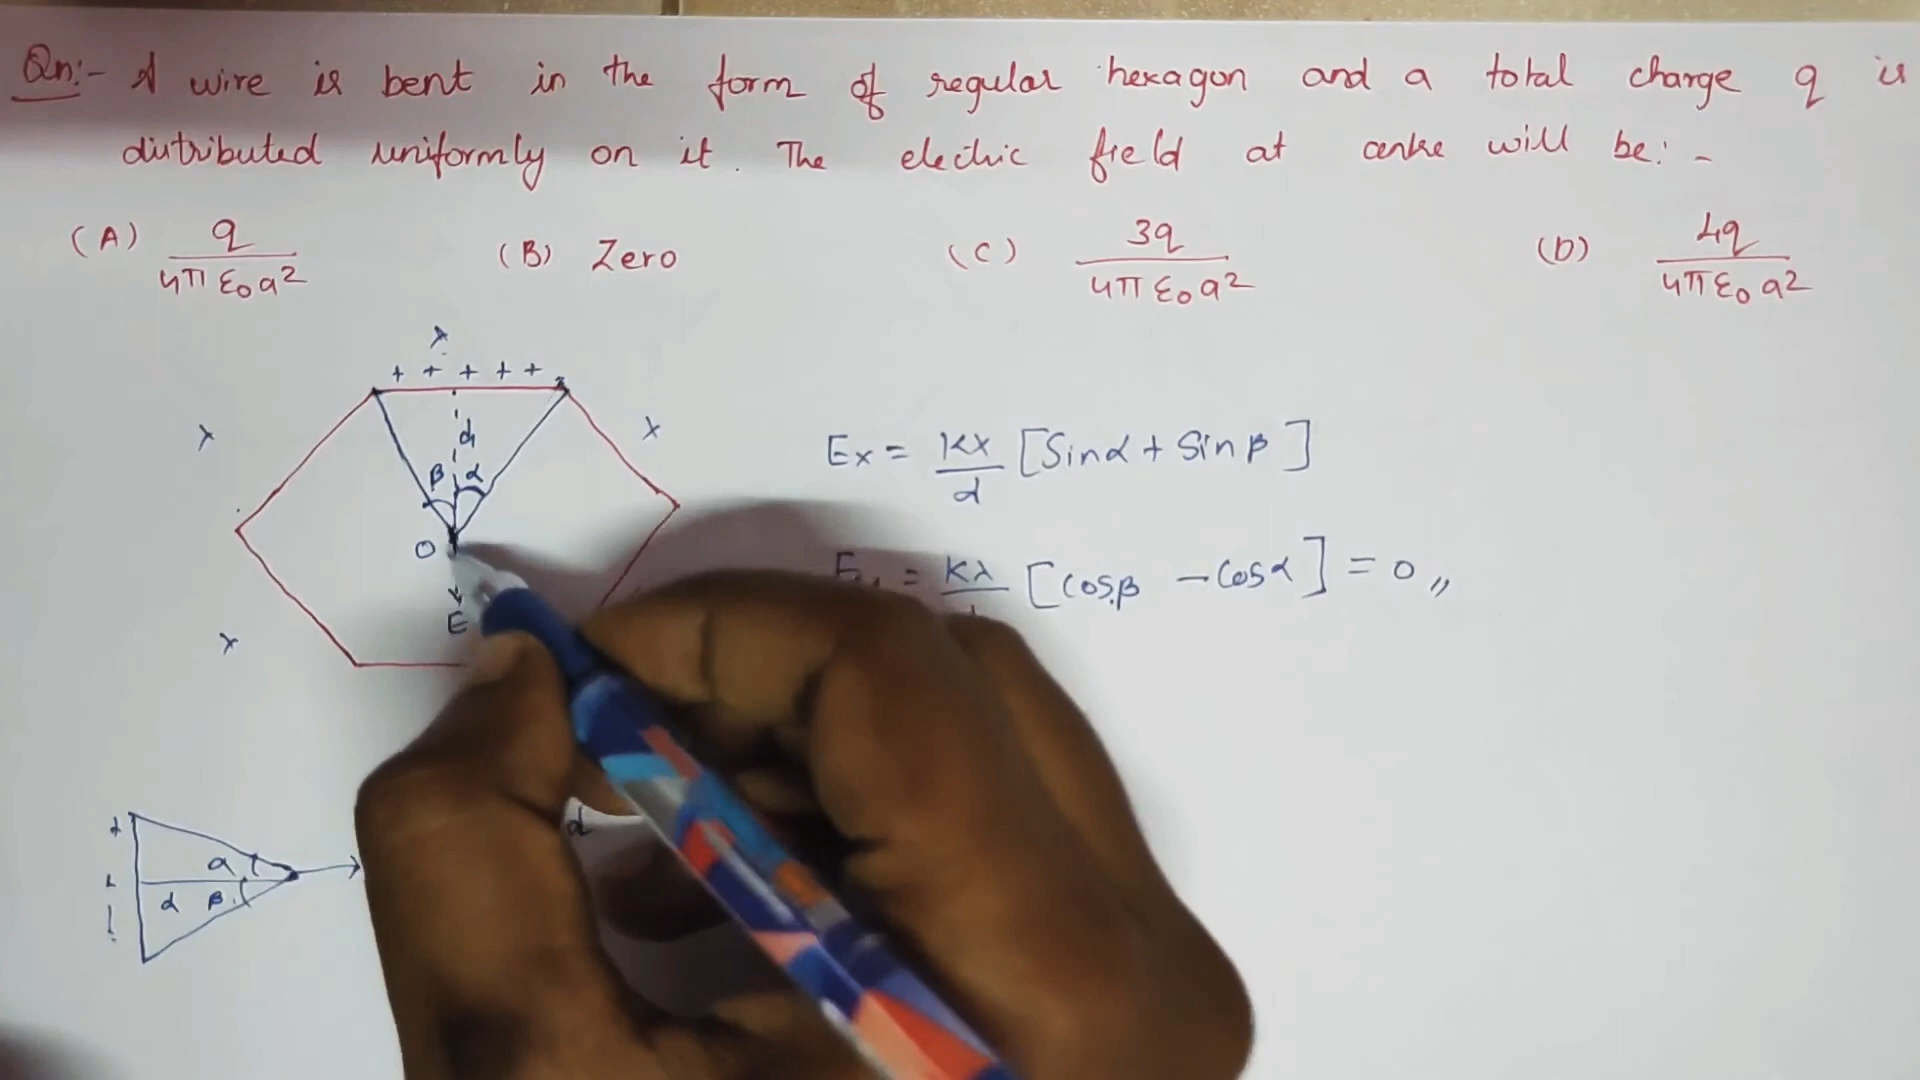 Qn:- A wire is bent in the form of regular hexagon and a total charge q is
distributed uniformly on it. The electric field at centre will be:-
(A) q/4πε₀a² (B) Zero (C) 3q/4πε₀a² (D) 4q/4πε₀a²
λ
+ + + + +
λ λ
d
β α
O
E
λ
Ex = Kλ/d [Sinα + Sinβ]
= Kλ [Cosβ - Cosα] = 0 //
α
d β
d